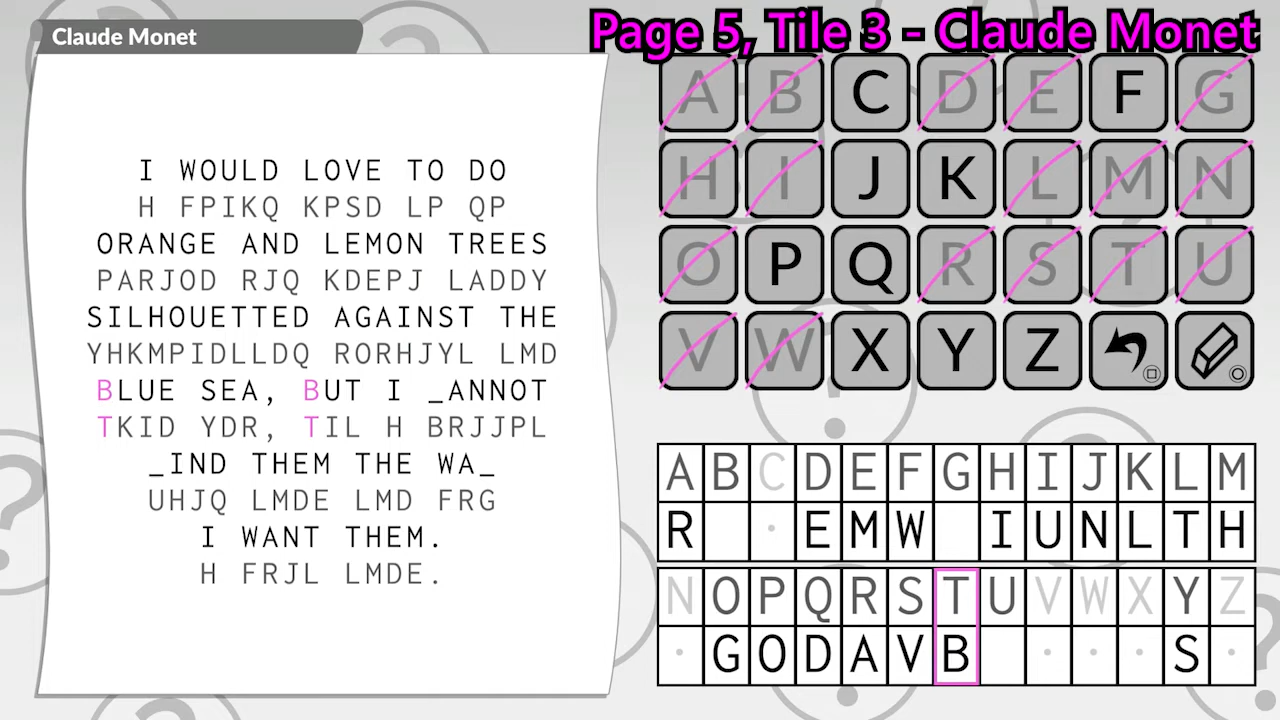 Claude Monet
Page 5, Tile 3 - Claude Monet
I WOULD LOVE TO DO
H FPIKQ KPSD LP QP
ORANGE AND LEMON TREES
PARJOD RJQ KDEPJ LADDY
SILHOUETTED AGAINST THE
YHKMPIDLLDQ RORHJYL LMD
BLUE SEA, BUT I _ANNOT
TKID YDR, TIL H BRJJPL
_IND THEM THE WA_
UHJQ LMDE LMD FRG
I WANT THEM.
H FRJL LMDE.
A B C D E F G
H I J K L M N
O P Q R S T U
V W X Y Z
A B C D E F G H I J K L M
R · E M W I U N L T H
N O P Q R S T U V W X Y Z
· G O D A V B · · · S ·